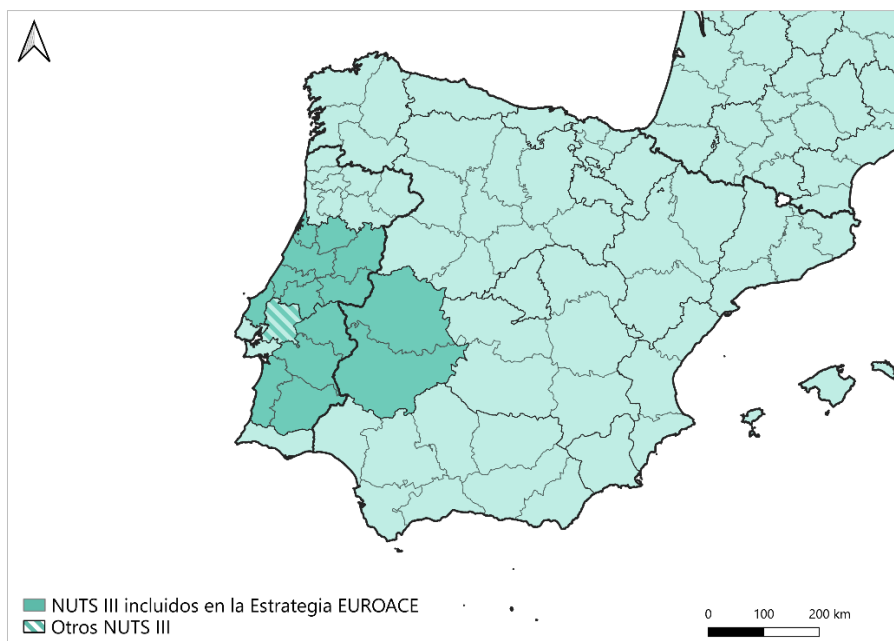 NUTS III incluidos en la Estrategia EUROACE
Otros NUTS III
0 100 200 km